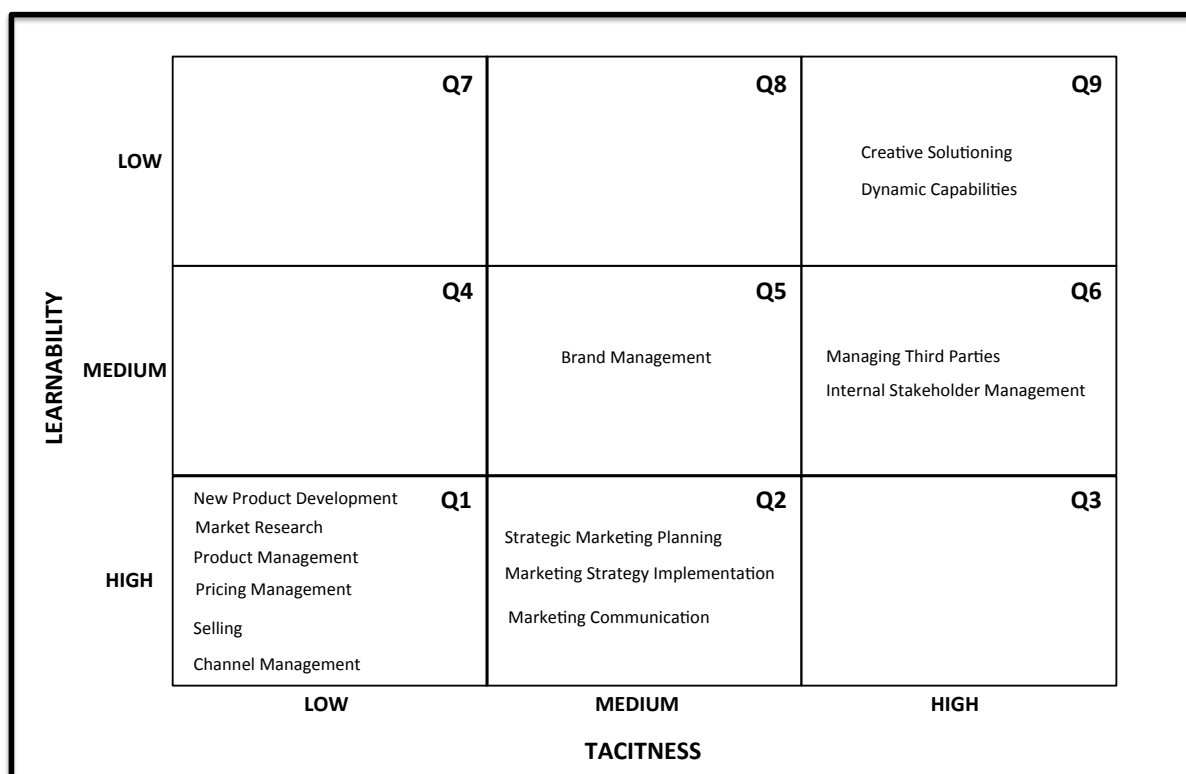 Q7
Q8
Q9
LOW
Creative Solutioning
Dynamic Capabilities
LEARNABILITY
Q4
Q5
Q6
MEDIUM
Brand Management
Managing Third Parties
Internal Stakeholder Management
HIGH
New Product Development
Q1
Market Research
Product Management
Pricing Management
Selling
Channel Management
Q2
Strategic Marketing Planning
Marketing Strategy Implementation
Marketing Communication
Q3
LOW
MEDIUM
HIGH
TACITNESS